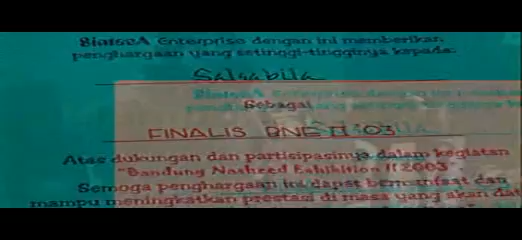 SiatseA Enterprise dengan ini memberikan
penghargaan yang setinggi-tingginya kepada:
Salsabila
Sebagai
FINALIS BNE II 03
Atas dukungan dan partisipasinya dalam kegiatan
"Bandung Nasheed Exhibition II 2003"
Semoga penghargaan ini dapat bermanfaat dan
mampu meningkatkan prestasi di masa yang akan dat